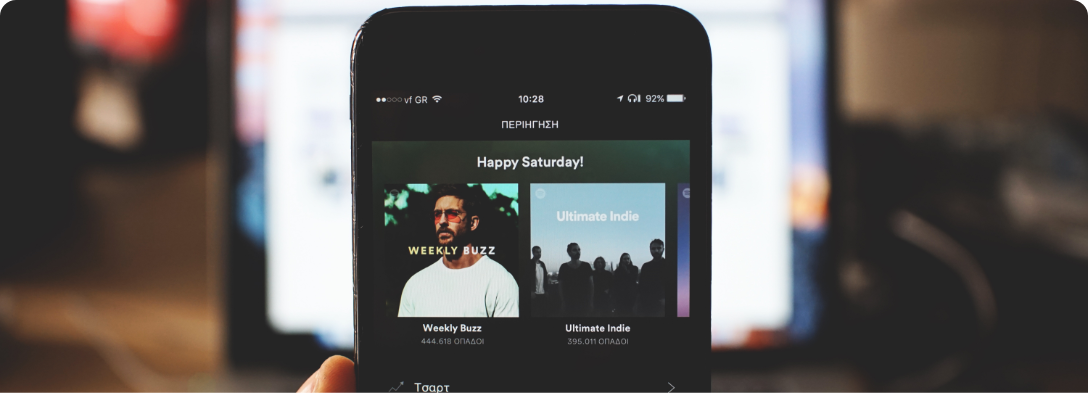 vf GR 10:28 92%
ΠΕΡΙΗΓΗΣΗ
Happy Saturday!
WEEKLY BUZZ
Ultimate Indie
Weekly Buzz
444.618 ΟΠΑΔΟΙ
Ultimate Indie
395.011 ΟΠΑΔΟΙ
Τσαρτ